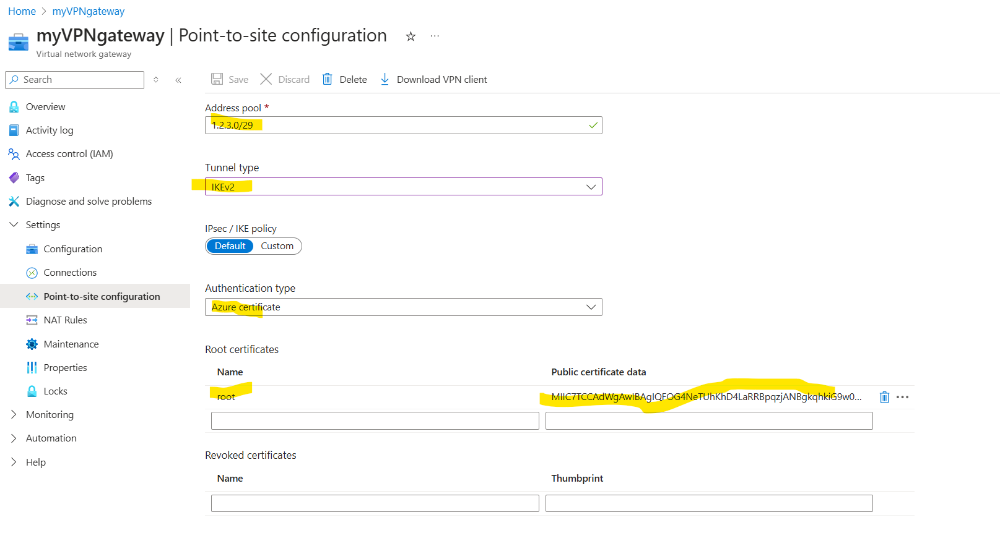 Home > myVPNgateway
myVPNgateway | Point-to-site configuration
Virtual network gateway
Search
Save Discard Delete Download VPN client
Overview
Activity log
Access control (IAM)
Tags
Diagnose and solve problems
Settings
Configuration
Connections
Point-to-site configuration
NAT Rules
Maintenance
Properties
Locks
Monitoring
Automation
Help
Address pool *
1.2.3.0/29
Tunnel type
IKEv2
IPsec / IKE policy
Default Custom
Authentication type
Azure certificate
Root certificates
Name Public certificate data
root MIIC7TCCAdWgAwIBAgIQFOG4NeTUhKhD4LaRRBpqzjANBgkqhkiG9w0...
Revoked certificates
Name Thumbprint